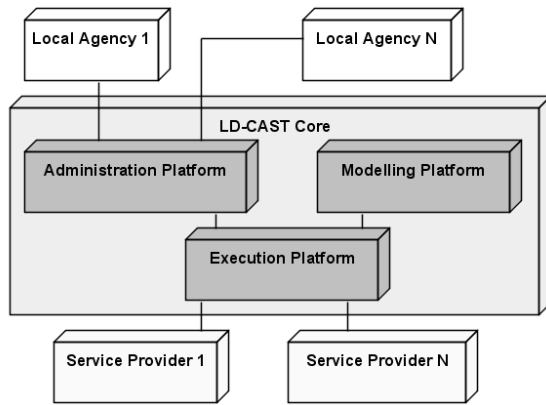 Local Agency 1
Local Agency N
LD-CAST Core
Administration Platform
Modelling Platform
Execution Platform
Service Provider 1
Service Provider N